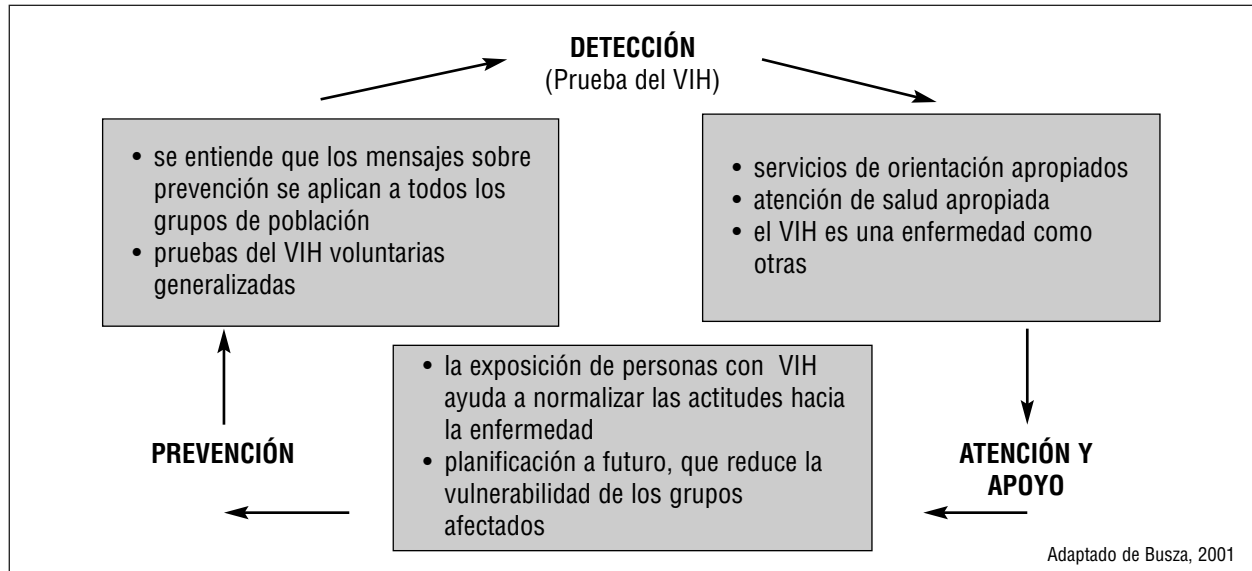 DETECCIÓN
(Prueba del VIH)
• se entiende que los mensajes sobre
prevención se aplican a todos los
grupos de población
• pruebas del VIH voluntarias
generalizadas
• servicios de orientación apropiados
• atención de salud apropiada
• el VIH es una enfermedad como
otras
• la exposición de personas con VIH
ayuda a normalizar las actitudes hacia
la enfermedad
• planificación a futuro, que reduce la
vulnerabilidad de los grupos
afectados
PREVENCIÓN
ATENCIÓN Y
APOYO
Adaptado de Busza, 2001